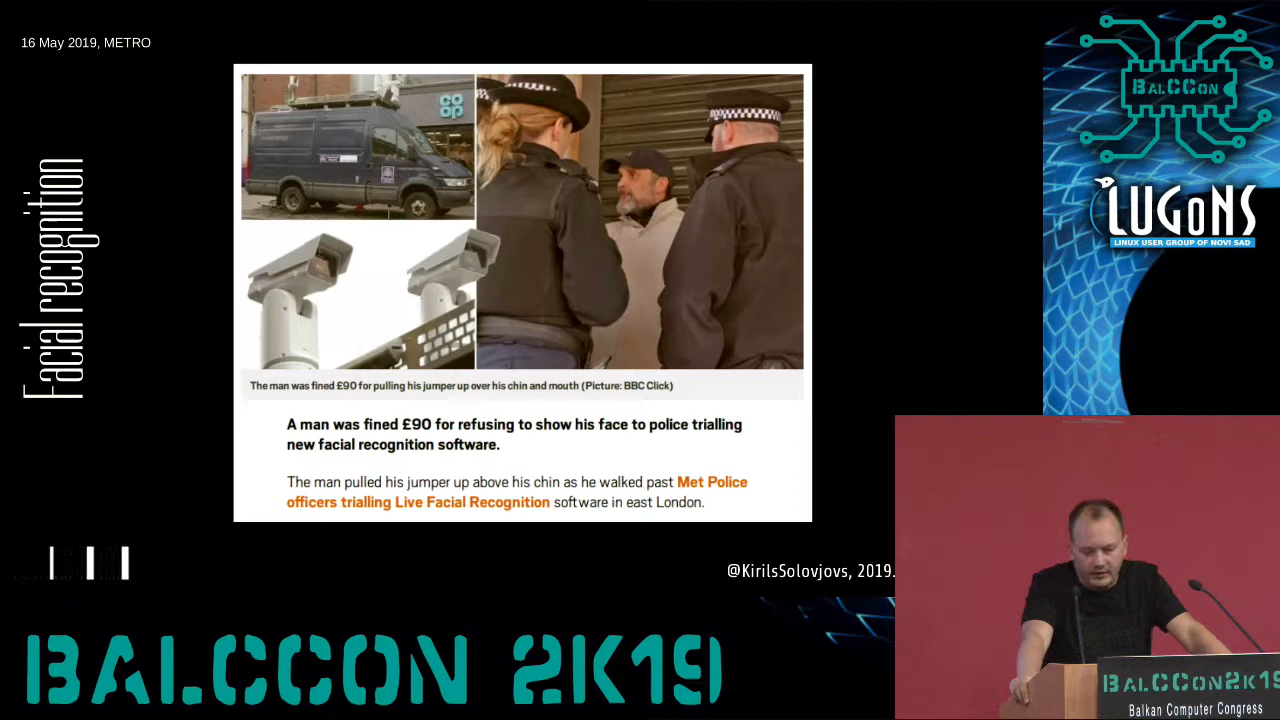 16 May 2019, METRO
Facial recognition
CO
OP
The man was fined £90 for pulling his jumper up over his chin and mouth (Picture: BBC Click)
A man was fined £90 for refusing to show his face to police trialling
new facial recognition software.
The man pulled his jumper up above his chin as he walked past Met Police
officers trialling Live Facial Recognition software in east London.
@KirilsSolovjovs, 2019.
BALCCON
LUGONS
LINUX USER GROUP OF NOVI SAD
BALCCON 2K19
BALCCON2K19
Balkan Computer Congress